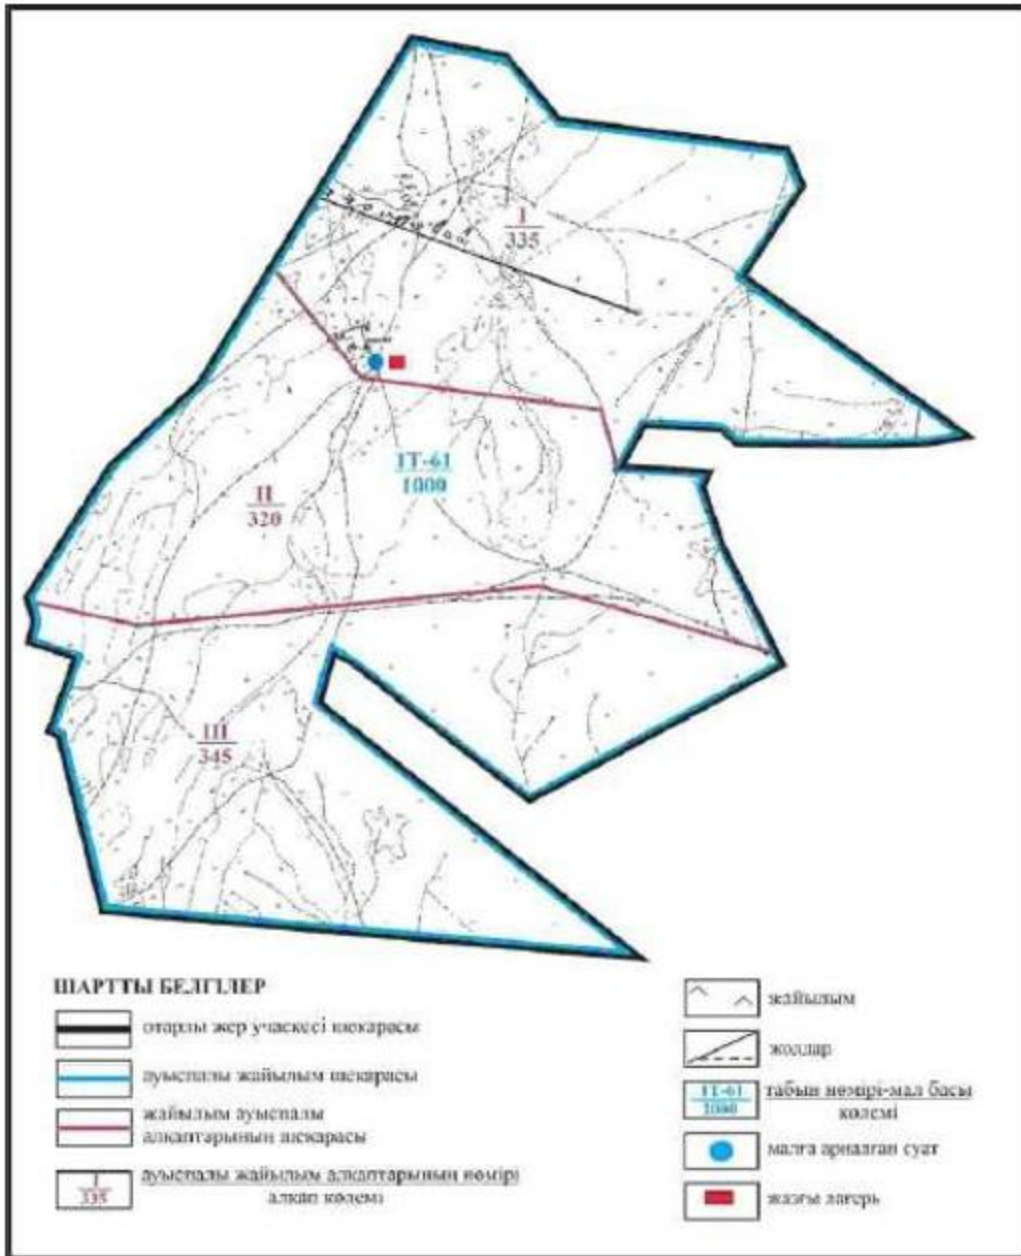 I
335
1Т-61
1000
II
320
III
345
ШАРТТЫ БЕЛГІЛЕР
отарлы жер учаскесі шекарасы
ауыспалы жайылым шекарасы
жайылым ауыспалы
алқаптарының шекарасы
I
335
ауыспалы жайылым алқаптарының нөмірі
алқап көлемі
жайылым
жолдар
1Т-61
1000
табын нөмірі-мал басы
көлемі
малға арналған суат
жазғы лагерь